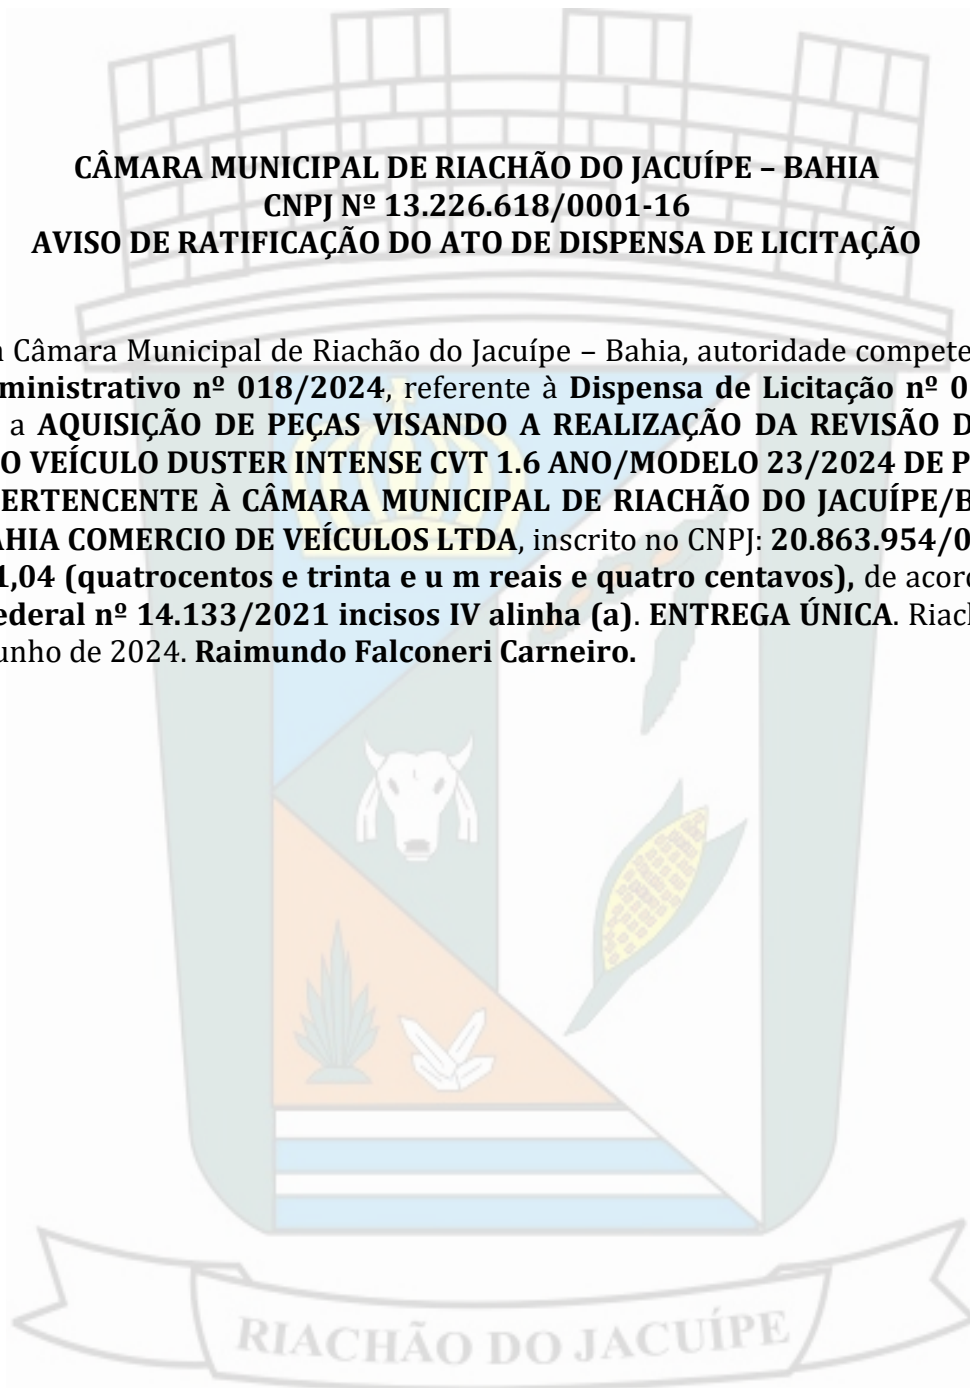 CÂMARA MUNICIPAL DE RIACHÃO DO JACUÍPE – BAHIA
CNPJ Nº 13.226.618/0001-16
AVISO DE RATIFICAÇÃO DO ATO DE DISPENSA DE LICITAÇÃO
Câmara Municipal de Riachão do Jacuípe – Bahia, autoridade compete
ministrativo nº 018/2024, referente à Dispensa de Licitação nº 0
a AQUISIÇÃO DE PEÇAS VISANDO A REALIZAÇÃO DA REVISÃO D
O VEÍCULO DUSTER INTENSE CVT 1.6 ANO/MODELO 23/2024 DE P
ERTENCENTE À CÂMARA MUNICIPAL DE RIACHÃO DO JACUÍPE/B
AHIA COMERCIO DE VEÍCULOS LTDA, inscrito no CNPJ: 20.863.954/0
1,04 (quatrocentos e trinta e u m reais e quatro centavos), de acor
ederal nº 14.133/2021 incisos IV alinha (a). ENTREGA ÚNICA. Riach
unho de 2024. Raimundo Falconeri Carneiro.
RIACHÃO DO JACUÍPE